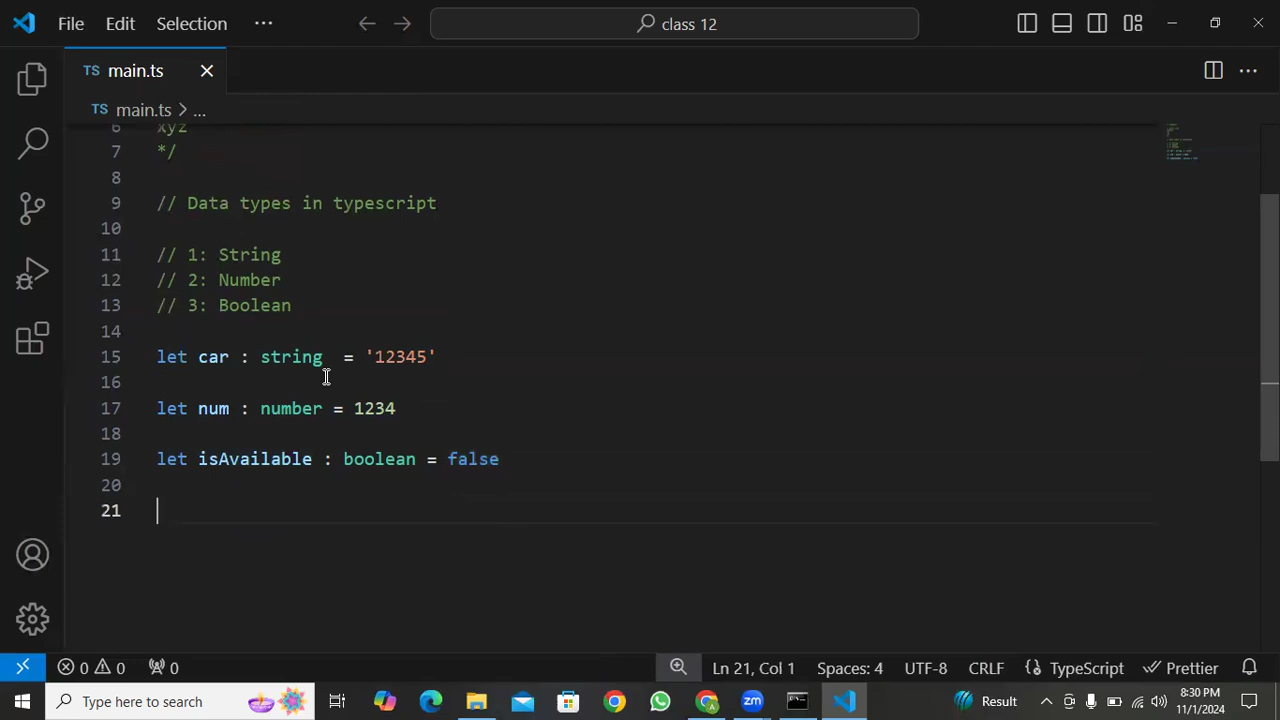 File Edit Selection ··· class 12
TS main.ts
TS main.ts > ...
6 xyz
7 */
8
9 // Data types in typescript
10
11 // 1: String
12 // 2: Number
13 // 3: Boolean
14
15 let car : string  = '12345'
16
17 let num : number = 1234
18
19 let isAvailable : boolean = false
20
21
0 0 0 Ln 21, Col 1 Spaces: 4 UTF-8 CRLF TypeScript Prettier
Type here to search zm Result 8:30 PM
11/1/2024